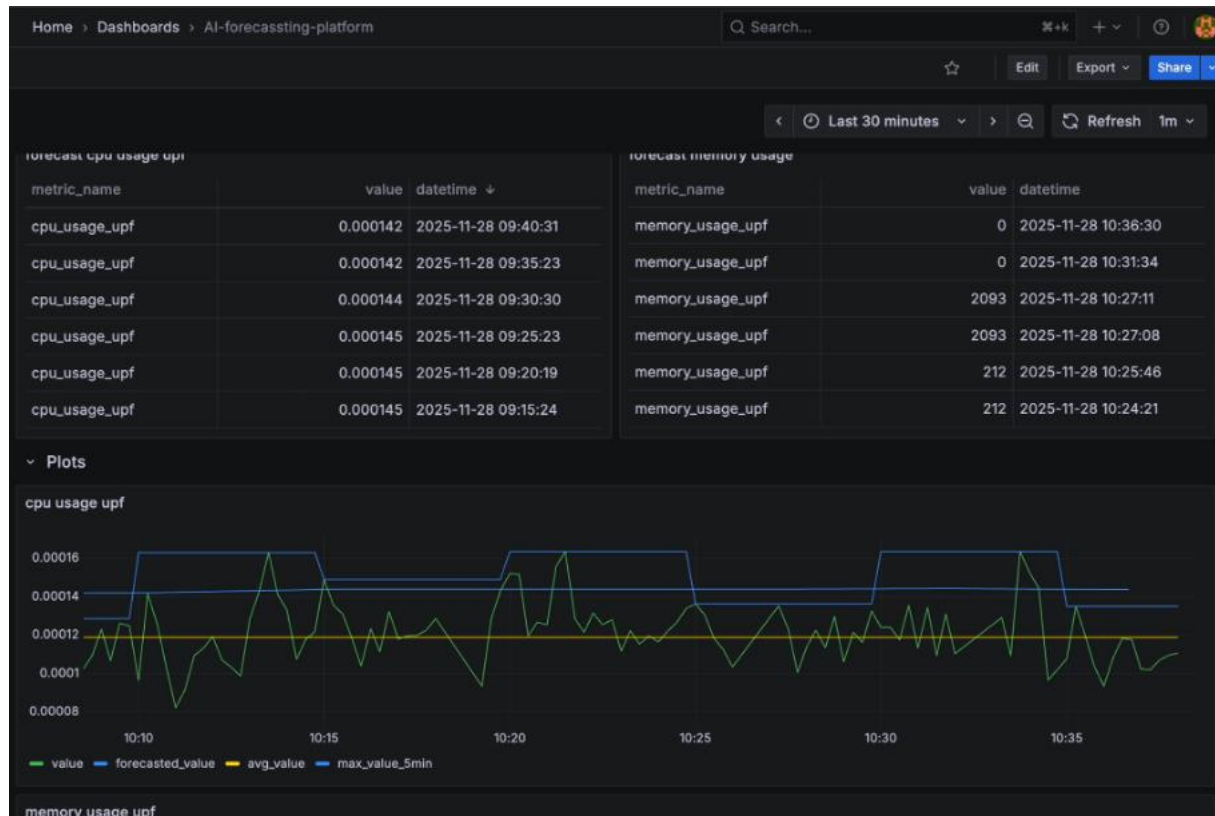 Home › Dashboards › AI-forecassting-platform Search... ⌘+k
Edit Export Share
Last 30 minutes Refresh 1m
forecast cpu usage upf
metric_name value datetime ↓
cpu_usage_upf 0.000142 2025-11-28 09:40:31
cpu_usage_upf 0.000142 2025-11-28 09:35:23
cpu_usage_upf 0.000144 2025-11-28 09:30:30
cpu_usage_upf 0.000145 2025-11-28 09:25:23
cpu_usage_upf 0.000145 2025-11-28 09:20:19
cpu_usage_upf 0.000145 2025-11-28 09:15:24
forecast memory usage
metric_name value datetime
memory_usage_upf 0 2025-11-28 10:36:30
memory_usage_upf 0 2025-11-28 10:31:34
memory_usage_upf 2093 2025-11-28 10:27:11
memory_usage_upf 2093 2025-11-28 10:27:08
memory_usage_upf 212 2025-11-28 10:25:46
memory_usage_upf 212 2025-11-28 10:24:21
Plots
cpu usage upf
0.00016
0.00014
0.00012
0.0001
0.00008
10:10 10:15 10:20 10:25 10:30 10:35
value forecasted_value avg_value max_value_5min
memory usage upf